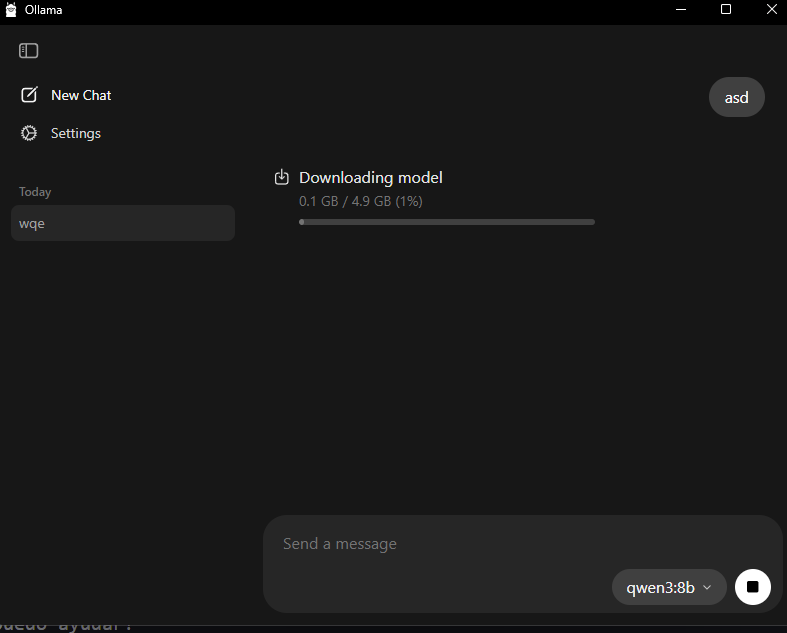 Ollama
New Chat
Settings
Today
wqe
asd
Downloading model
0.1 GB / 4.9 GB (1%)
Send a message
qwen3:8b
ayudar?